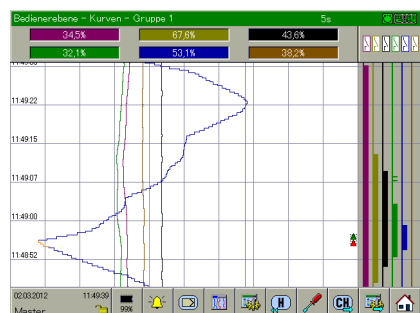 Bedienerebene - Kurven - Gruppe 1 5s
34,5% 67,6% 43,6%
32,1% 53,1% 38,2%
11:49:22
11:49:15
11:49:07
11:49:00
11:48:52
02.03.2012 11:49:39
Master
99% H CH